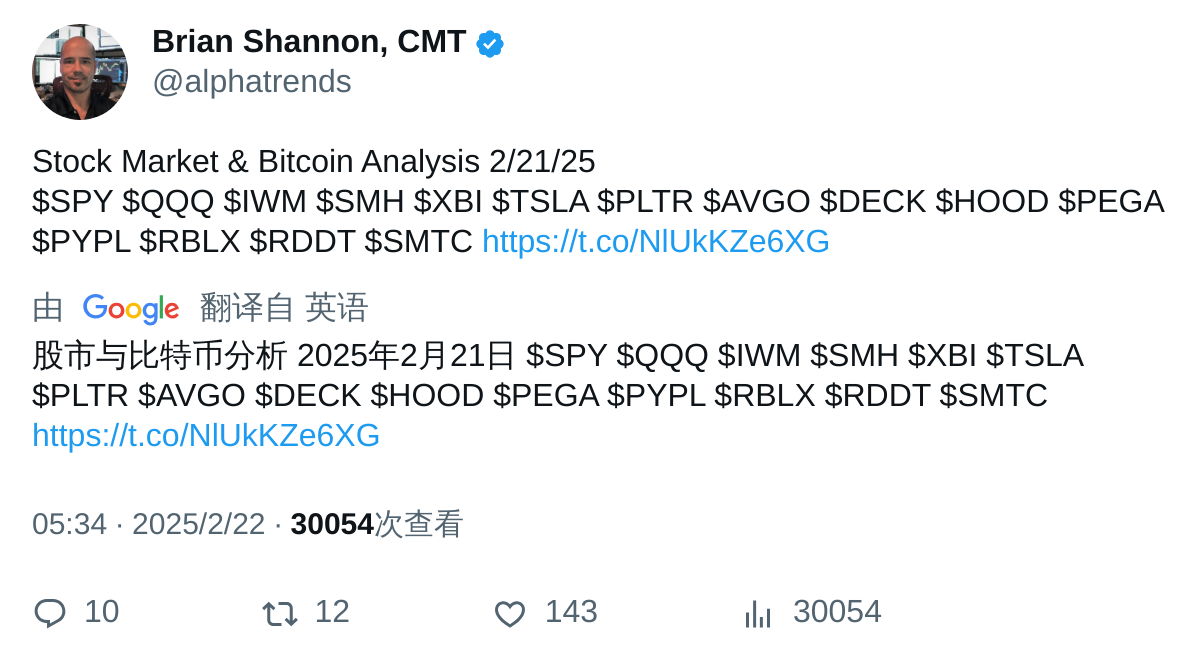 Brian Shannon, CMT
@alphatrends
Stock Market & Bitcoin Analysis 2/21/25
$SPY $QQQ $IWM $SMH $XBI $TSLA $PLTR $AVGO $DECK $HOOD $PEGA
$PYPL $RBLX $RDDT $SMTC https://t.co/NlUkKZe6XG
由 Google 翻译自 英语
股市与比特币分析 2025年2月21日 $SPY $QQQ $IWM $SMH $XBI $TSLA
$PLTR $AVGO $DECK $HOOD $PEGA $PYPL $RBLX $RDDT $SMTC
https://t.co/NlUkKZe6XG
05:34 · 2025/2/22 · 30054次查看
10 12 143 30054